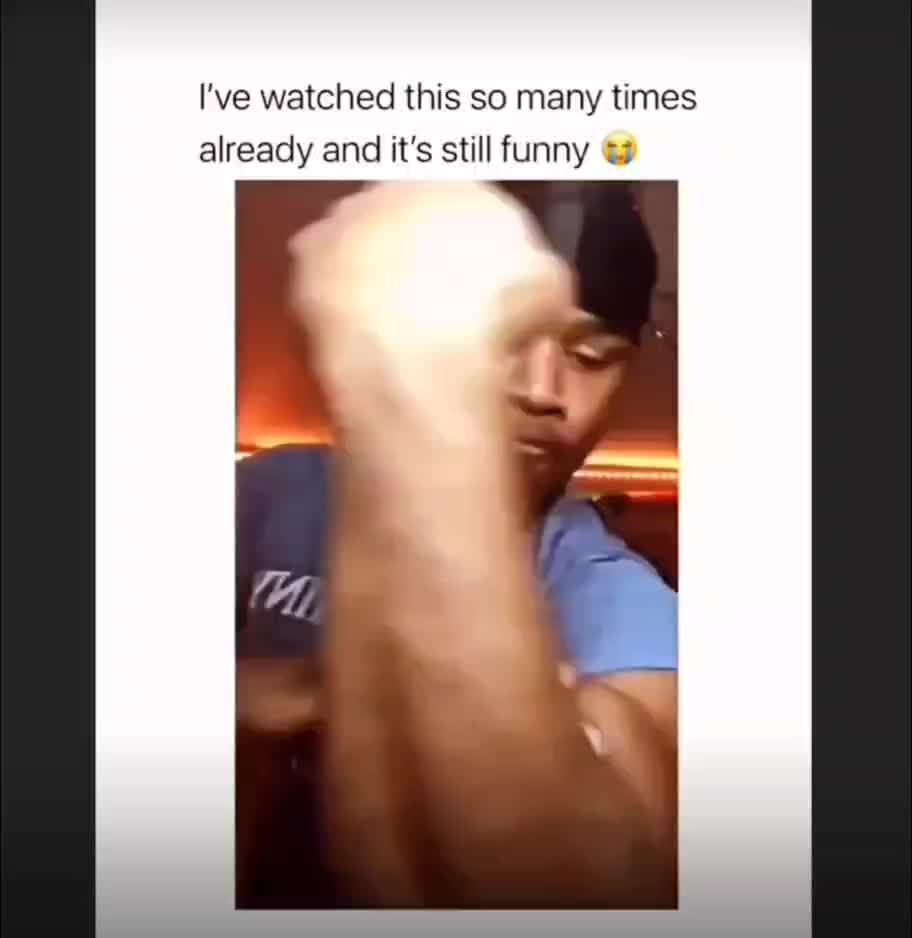 I've watched this so many times
already and it's still funny 😭